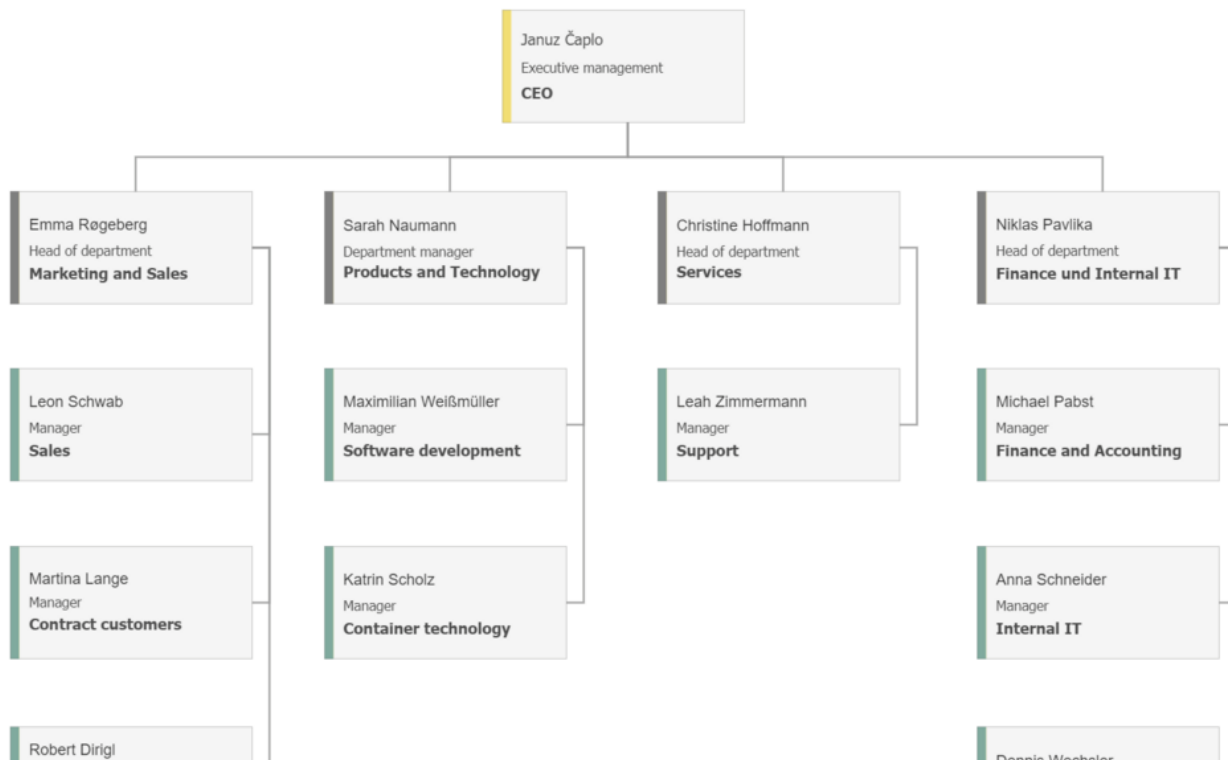 Januz Čaplo
Executive management
CEO
Emma Røgeberg
Head of department
Marketing and Sales
Sarah Naumann
Department manager
Products and Technology
Christine Hoffmann
Head of department
Services
Niklas Pavlika
Head of department
Finance und Internal IT
Leon Schwab
Manager
Sales
Maximilian Weißmüller
Manager
Software development
Leah Zimmermann
Manager
Support
Michael Pabst
Manager
Finance and Accounting
Martina Lange
Manager
Contract customers
Katrin Scholz
Manager
Container technology
Anna Schneider
Manager
Internal IT
Robert Dirigl